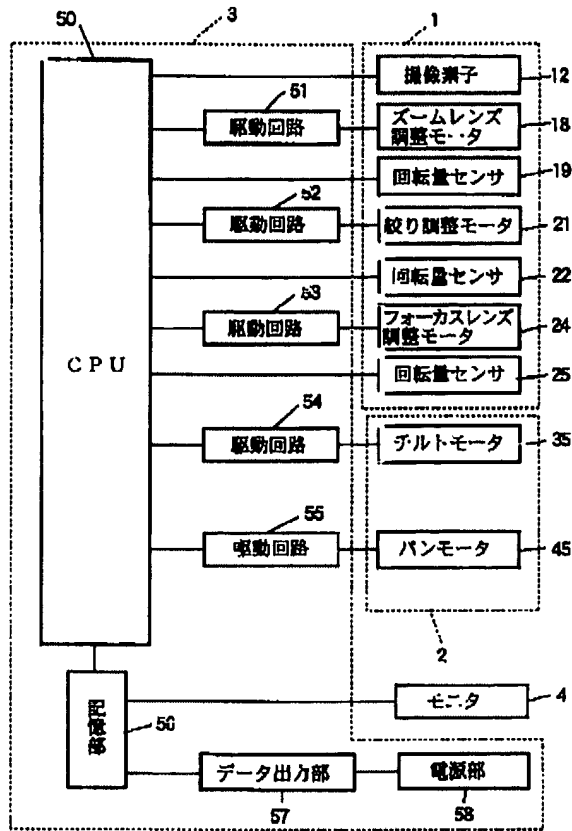 50
3
1
CPU
撮像素子
12
51
駆動回路
ズームレンズ
調整モータ
18
回転量センサ
19
52
駆動回路
絞り調整モータ
21
回転量センサ
22
53
駆動回路
フォーカスレンズ
調整モータ
24
回転量センサ
25
54
駆動回路
チルトモータ
35
55
駆動回路
パンモータ
45
2
記憶部
50
モニタ
4
データ出力部
57
電源部
58